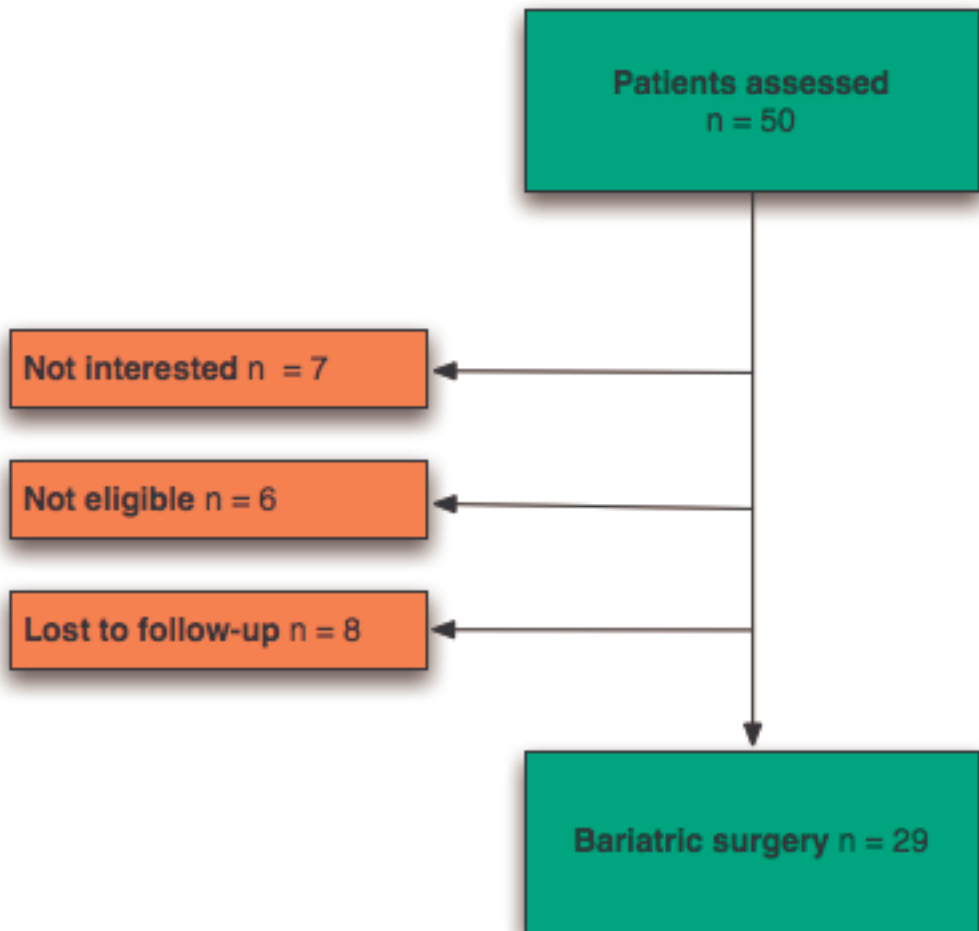 Patients assessed
n = 50
Not interested n = 7
Not eligible n = 6
Lost to follow-up n = 8
Bariatric surgery n = 29